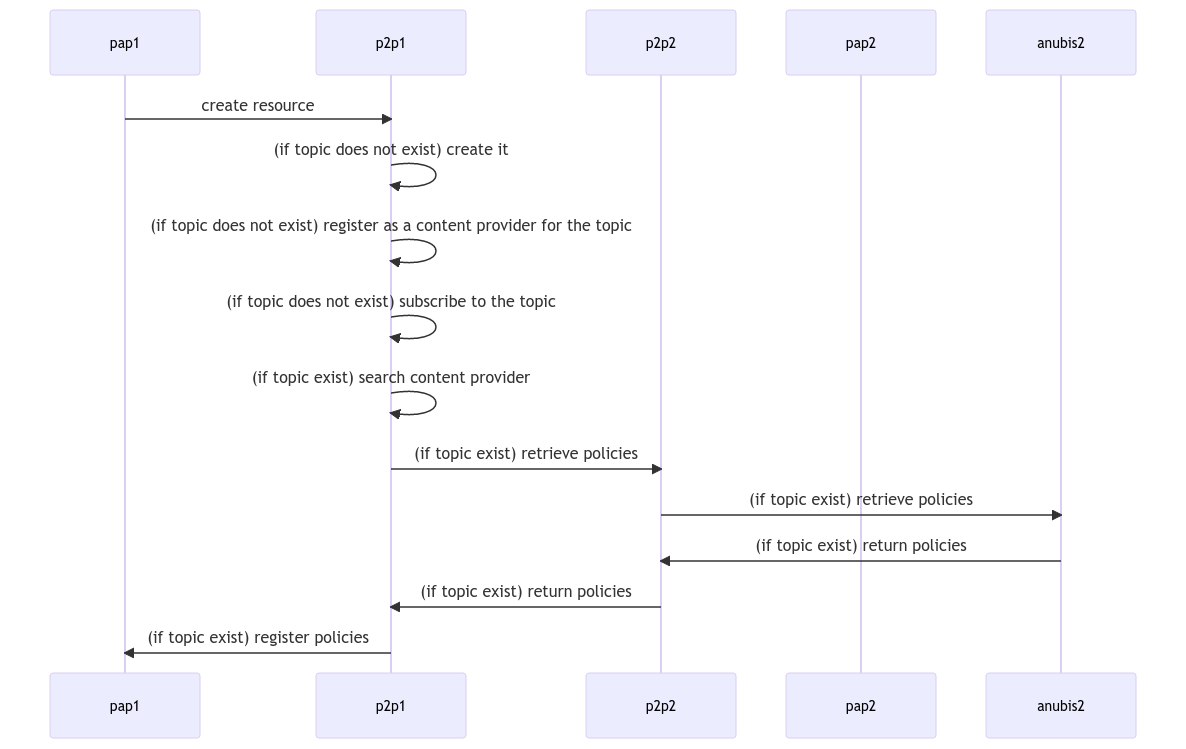 pap1
p2p1
p2p2
pap2
anubis2
create resource
(if topic does not exist) create it
(if topic does not exist) register as a content provider for the topic
(if topic does not exist) subscribe to the topic
(if topic exist) search content provider
(if topic exist) retrieve policies
(if topic exist) retrieve policies
(if topic exist) return policies
(if topic exist) return policies
(if topic exist) register policies
pap1
p2p1
p2p2
pap2
anubis2